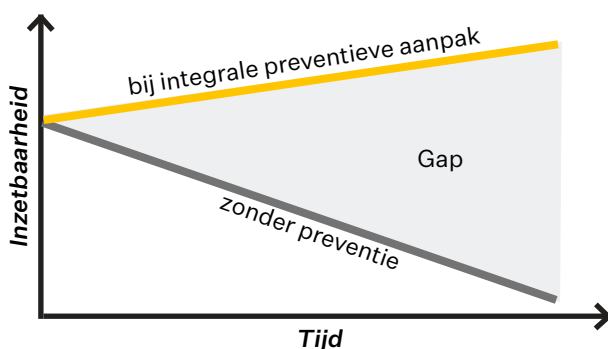 bij integrale preventieve aanpak
Gap
zonder preventie
Inzetbaarheid
Tijd